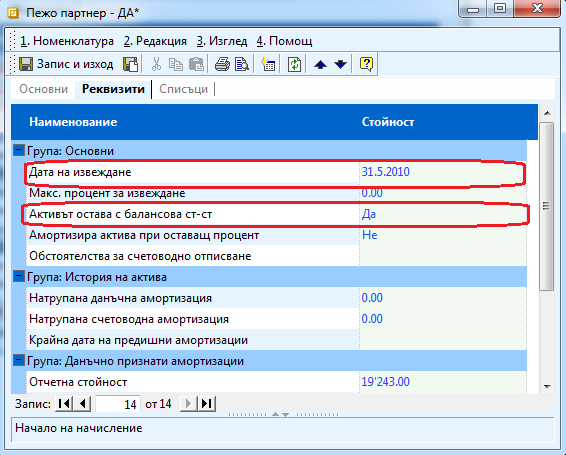 Пежо партнер - ДА*
1. Номенклатура 2. Редакция 3. Изглед 4. Помощ
Запис и изход
Основни Реквизити Списъци
Наименование Стойност
Група: Основни
Дата на извеждане 31.5.2010
Макс. процент за извеждане 0.00
Активът остава с балансова ст-ст Да
Амортизира актива при оставащ процент Не
Обстоятелства за счетоводно отписване
Група: История на актива
Натрупана данъчна амортизация 0.00
Натрупана счетоводна амортизация 0.00
Крайна дата на предишни амортизации
Група: Данъчно признати амортизации
Отчетна стойност 19'243.00
Запис: 14 от 14
Начало на начисление